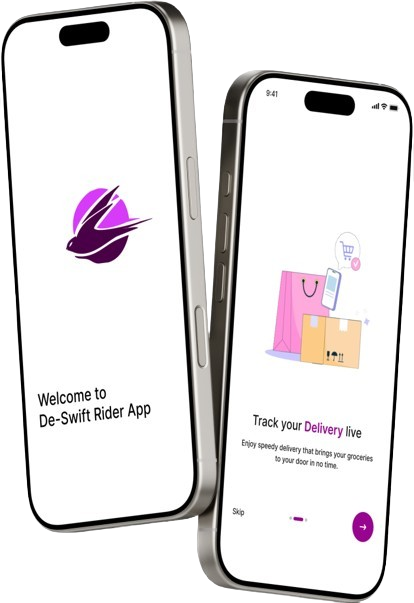 Welcome to
De-Swift Rider App
9:41
Track your Delivery live
Enjoy speedy delivery that brings your groceries
to your door in no time.
Skip